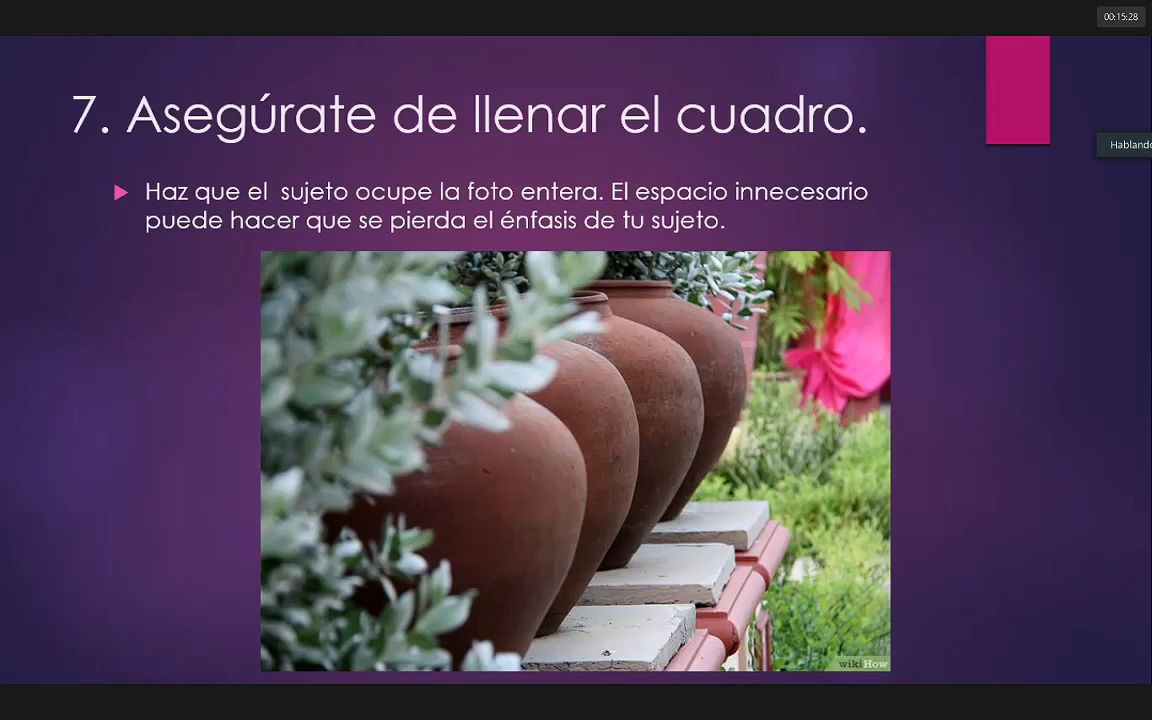 00:15:28
7. Asegúrate de llenar el cuadro.
Hablando
Haz que el  sujeto ocupe la foto entera. El espacio innecesario
puede hacer que se pierda el énfasis de tu sujeto.
wikiHow